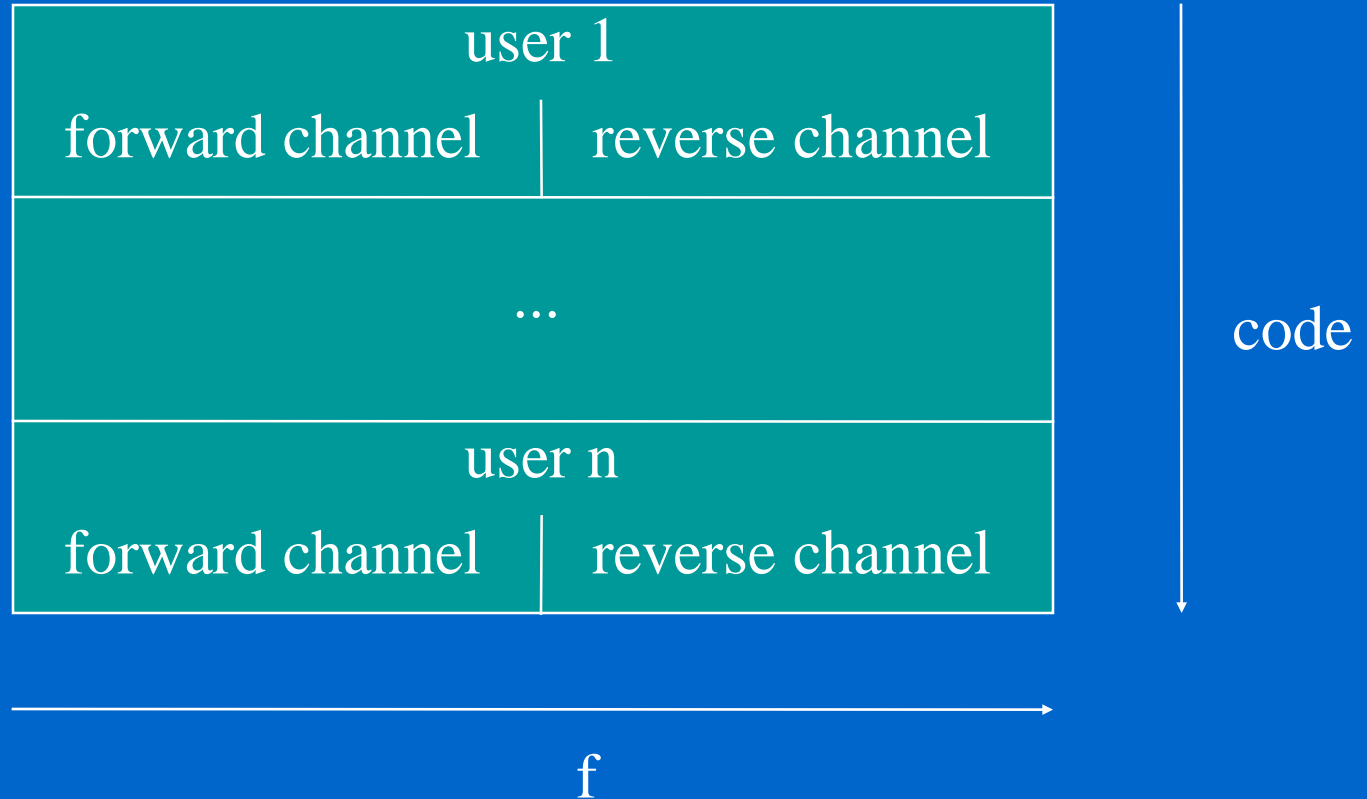 user 1
forward channel reverse channel
...
code
user n
forward channel reverse channel
f